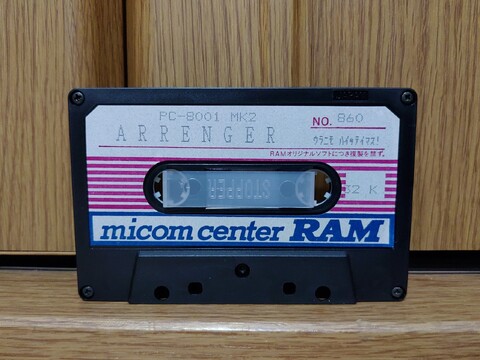 PC-8001 MK2
NO. 860
ARRENGER
ウラニモ ハイッテイマス!
RAMオリジナルソフトにつき複製を禁ず。
STOPPER
32 K
micom center RAM